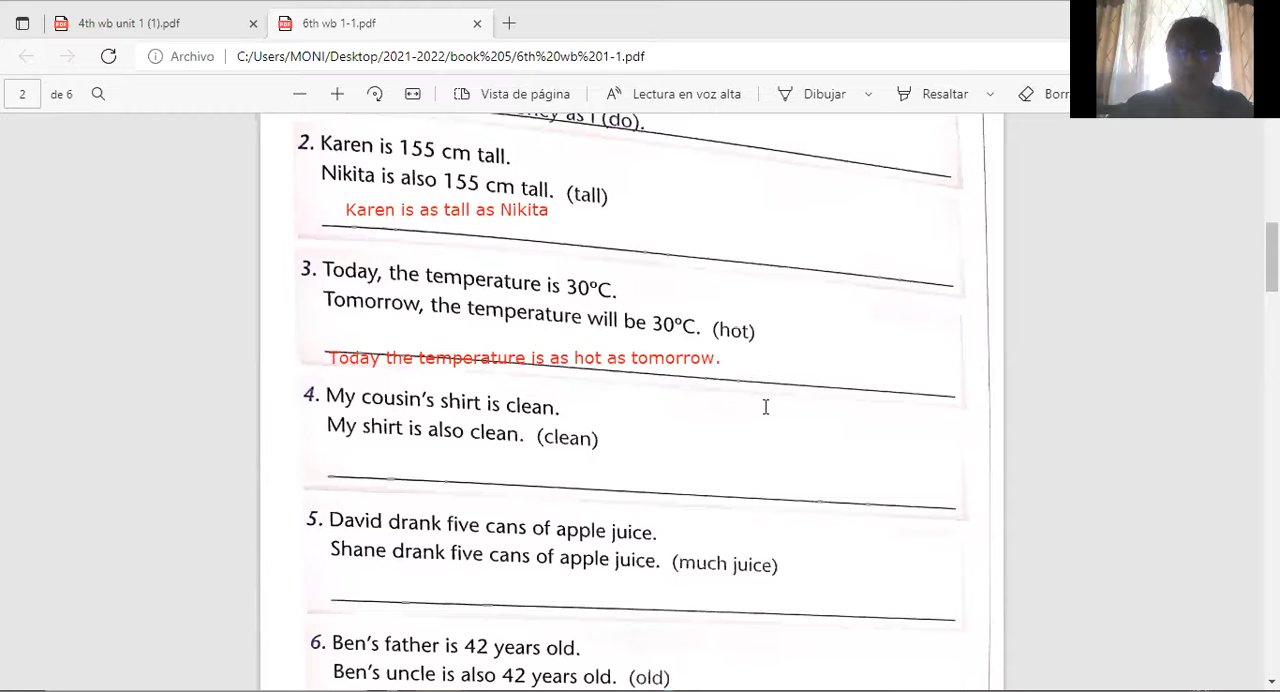 4th wb unit 1 (1).pdf
6th wb 1-1.pdf
Archivo
C:/Users/MONI/Desktop/2021-2022/book%205/6th%20wb%201-1.pdf
2 de 6
Vista de página
Lectura en voz alta
Dibujar
Resaltar
Borr
as I (do).
2. Karen is 155 cm tall.
Nikita is also 155 cm tall. (tall)
Karen is as tall as Nikita
3. Today, the temperature is 30ºC.
Tomorrow, the temperature will be 30ºC. (hot)
Today the temperature is as hot as tomorrow.
4. My cousin's shirt is clean.
My shirt is also clean. (clean)
5. David drank five cans of apple juice.
Shane drank five cans of apple juice. (much juice)
6. Ben's father is 42 years old.
Ben's uncle is also 42 years old. (old)